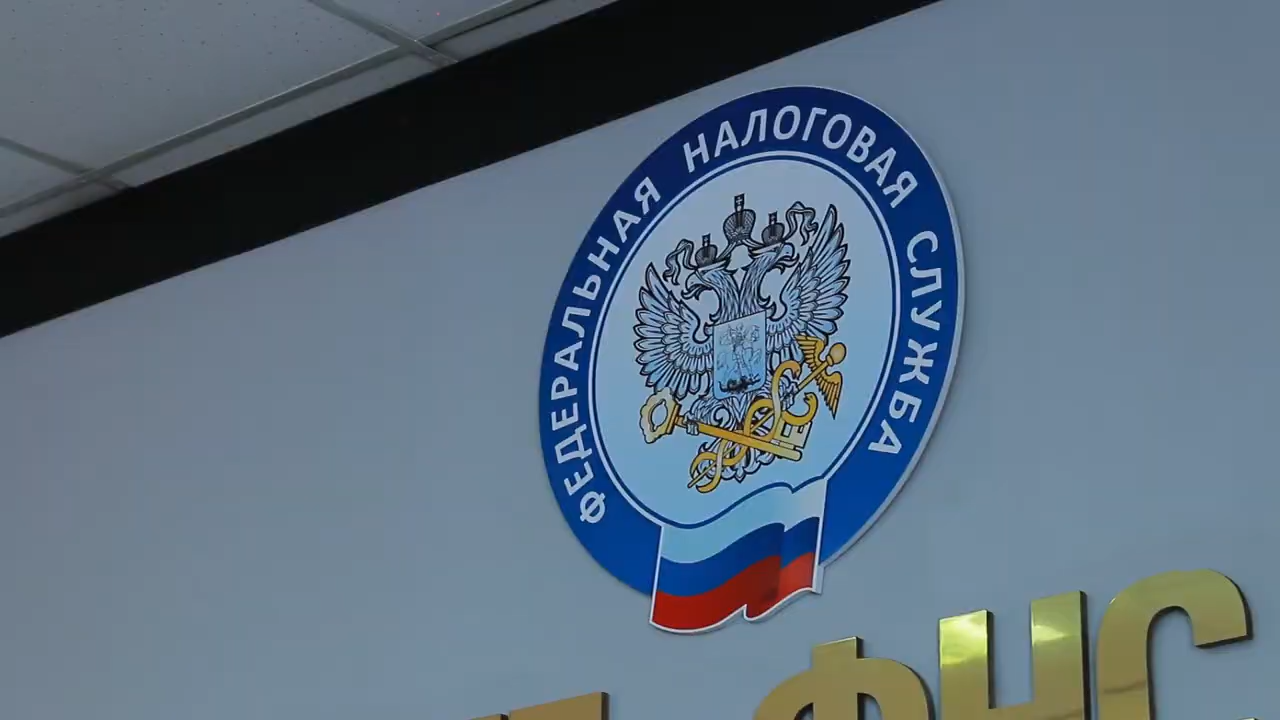 ФЕДЕРАЛЬНАЯ НАЛОГОВАЯ СЛУЖБА
ФНС